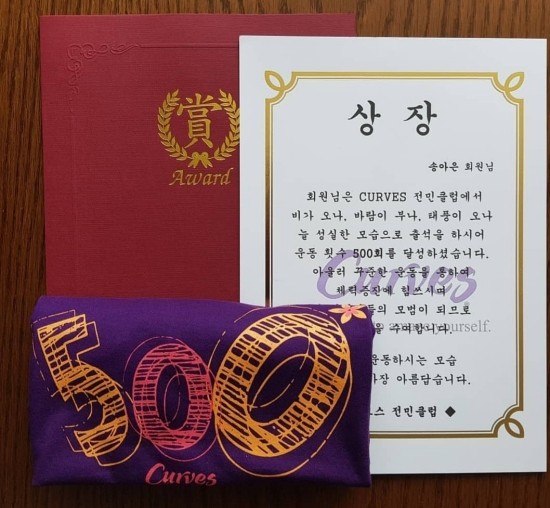 賞
Award
상 장
송아은 회원님
회원님은 CURVES 전민클럽에서
비가 오나, 바람이 부나, 태풍이 오나
늘 성실한 모습으로 출석을 하시어
운동 횟수 500회를 달성하셨습니다.
아울러 꾸준한 운동을 통하여
체력증진에 힘쓰시며
들의 모범이 되므로
을 수여합니다.
yourself.
운동하시는 모습
가장 아름답습니다.
스 전민클럽 ◆
Curves
500
Curves